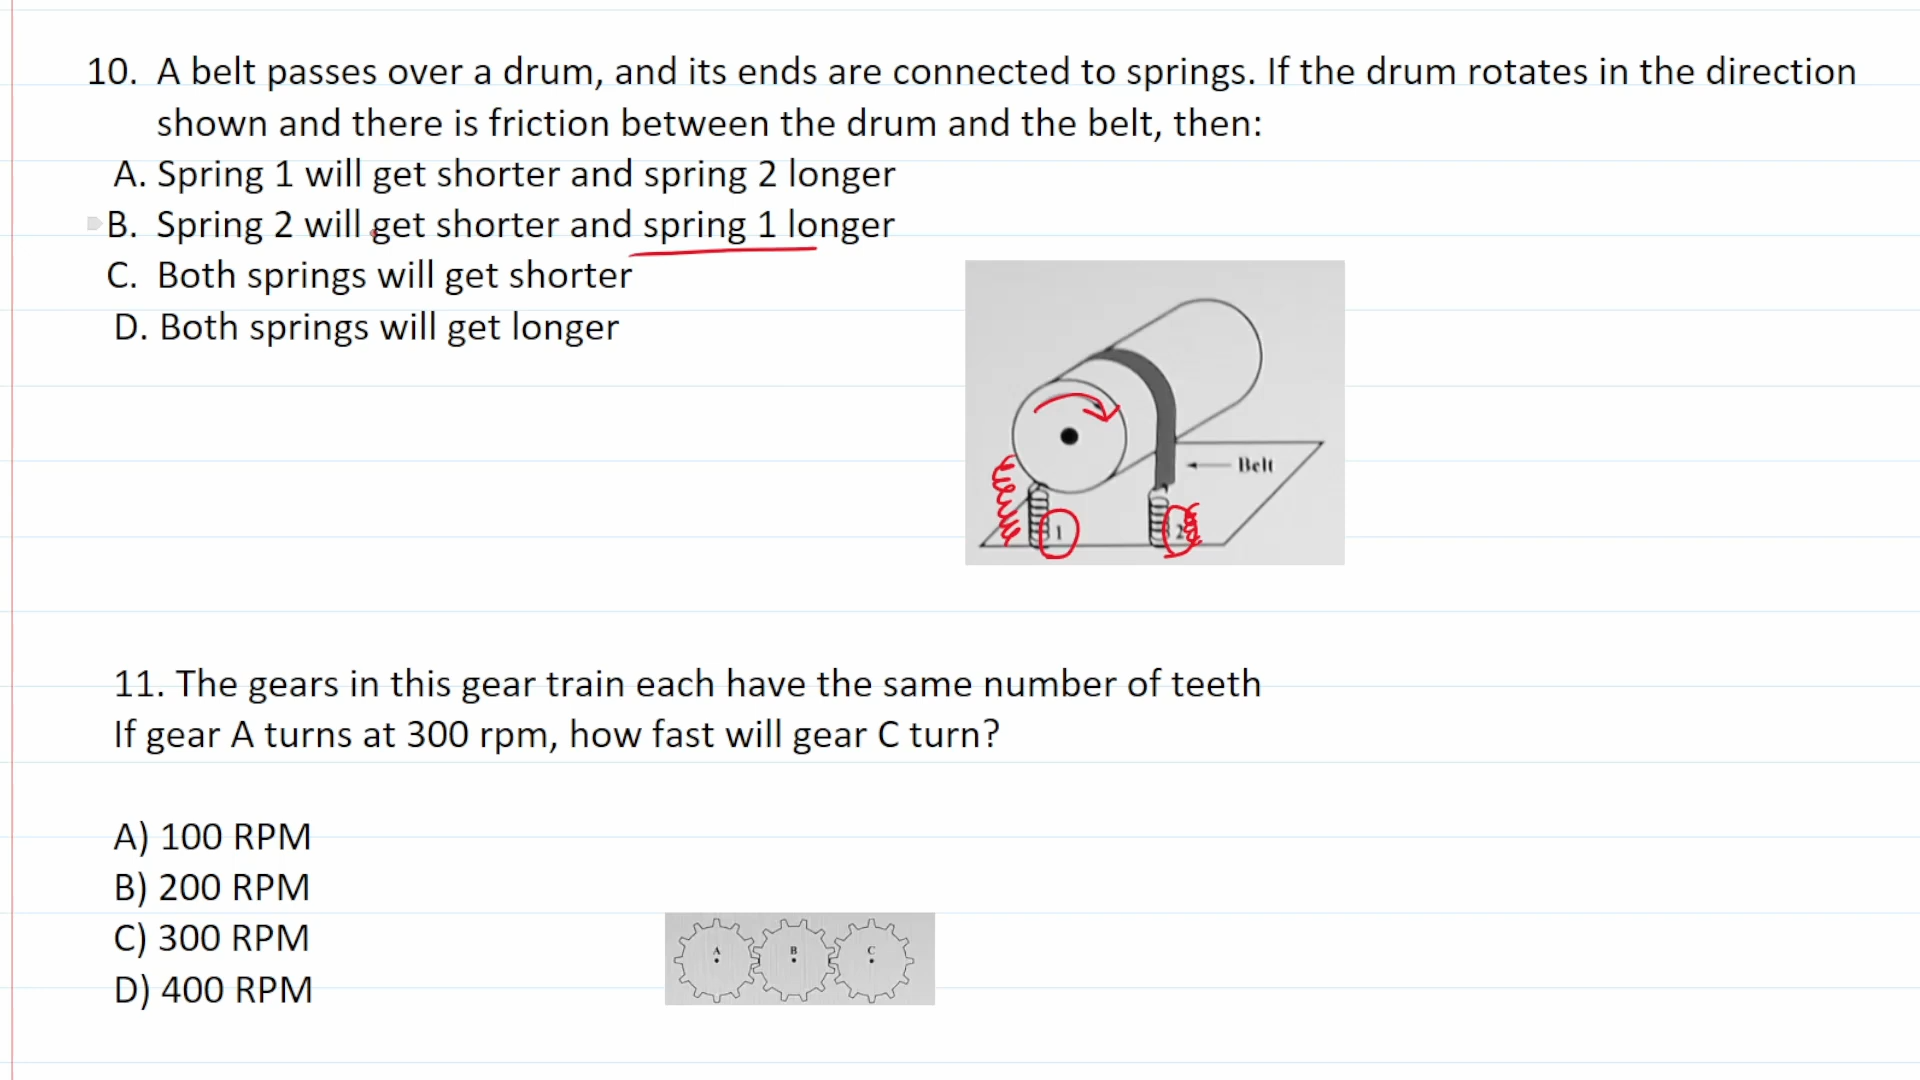 10. A belt passes over a drum, and its ends are connected to springs. If the drum rotates in the direction
shown and there is friction between the drum and the belt, then:
A. Spring 1 will get shorter and spring 2 longer
B. Spring 2 will get shorter and spring 1 longer
C. Both springs will get shorter
D. Both springs will get longer
Belt
1
2
11. The gears in this gear train each have the same number of teeth
If gear A turns at 300 rpm, how fast will gear C turn?
A) 100 RPM
B) 200 RPM
C) 300 RPM
D) 400 RPM
A B C